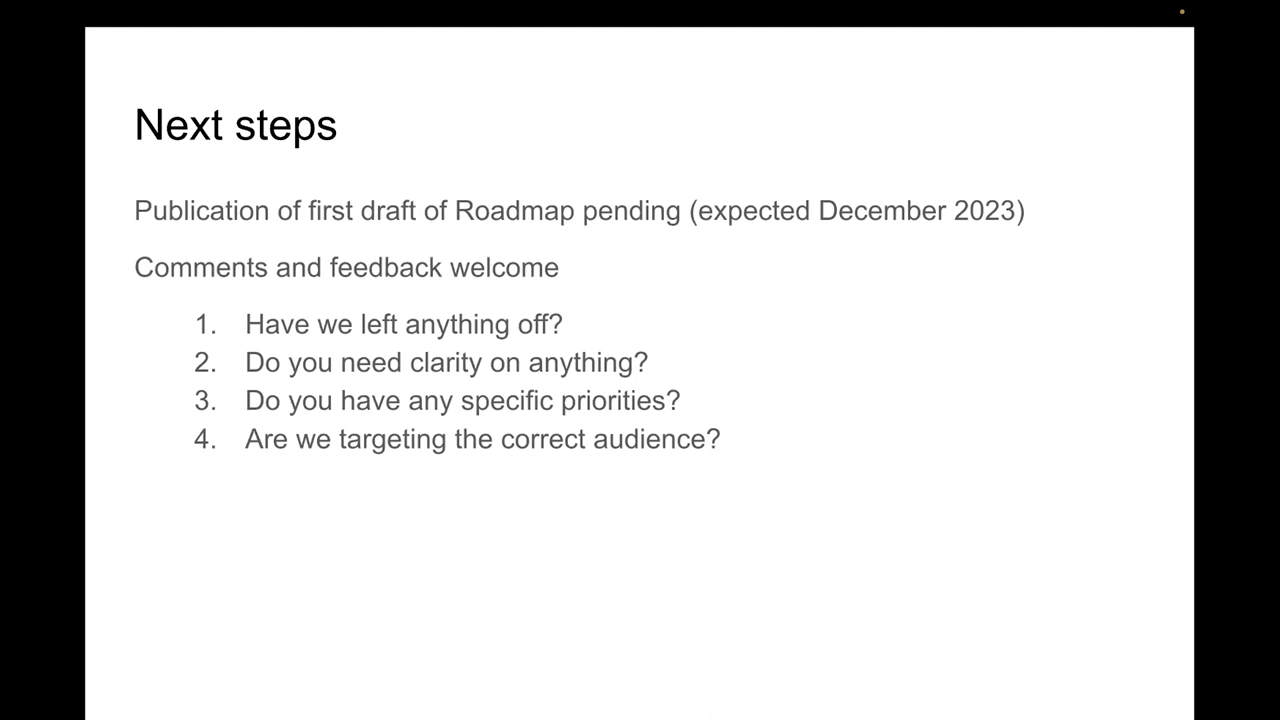 Next steps
Publication of first draft of Roadmap pending (expected December 2023)
Comments and feedback welcome
1. Have we left anything off?
2. Do you need clarity on anything?
3. Do you have any specific priorities?
4. Are we targeting the correct audience?